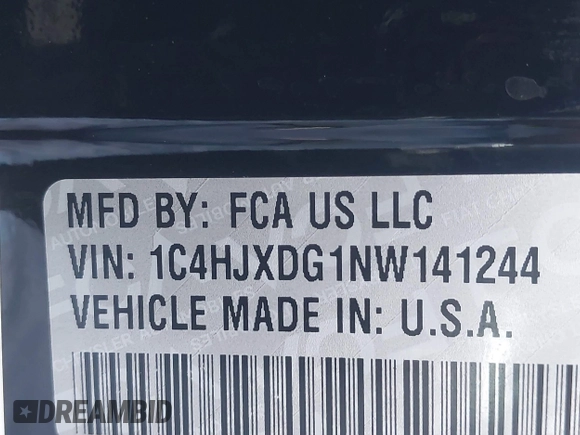 MFD BY: FCA US LLC
VIN: 1C4HJXDG1NW141244
VEHICLE MADE IN: U.S.A.
DREAMBID